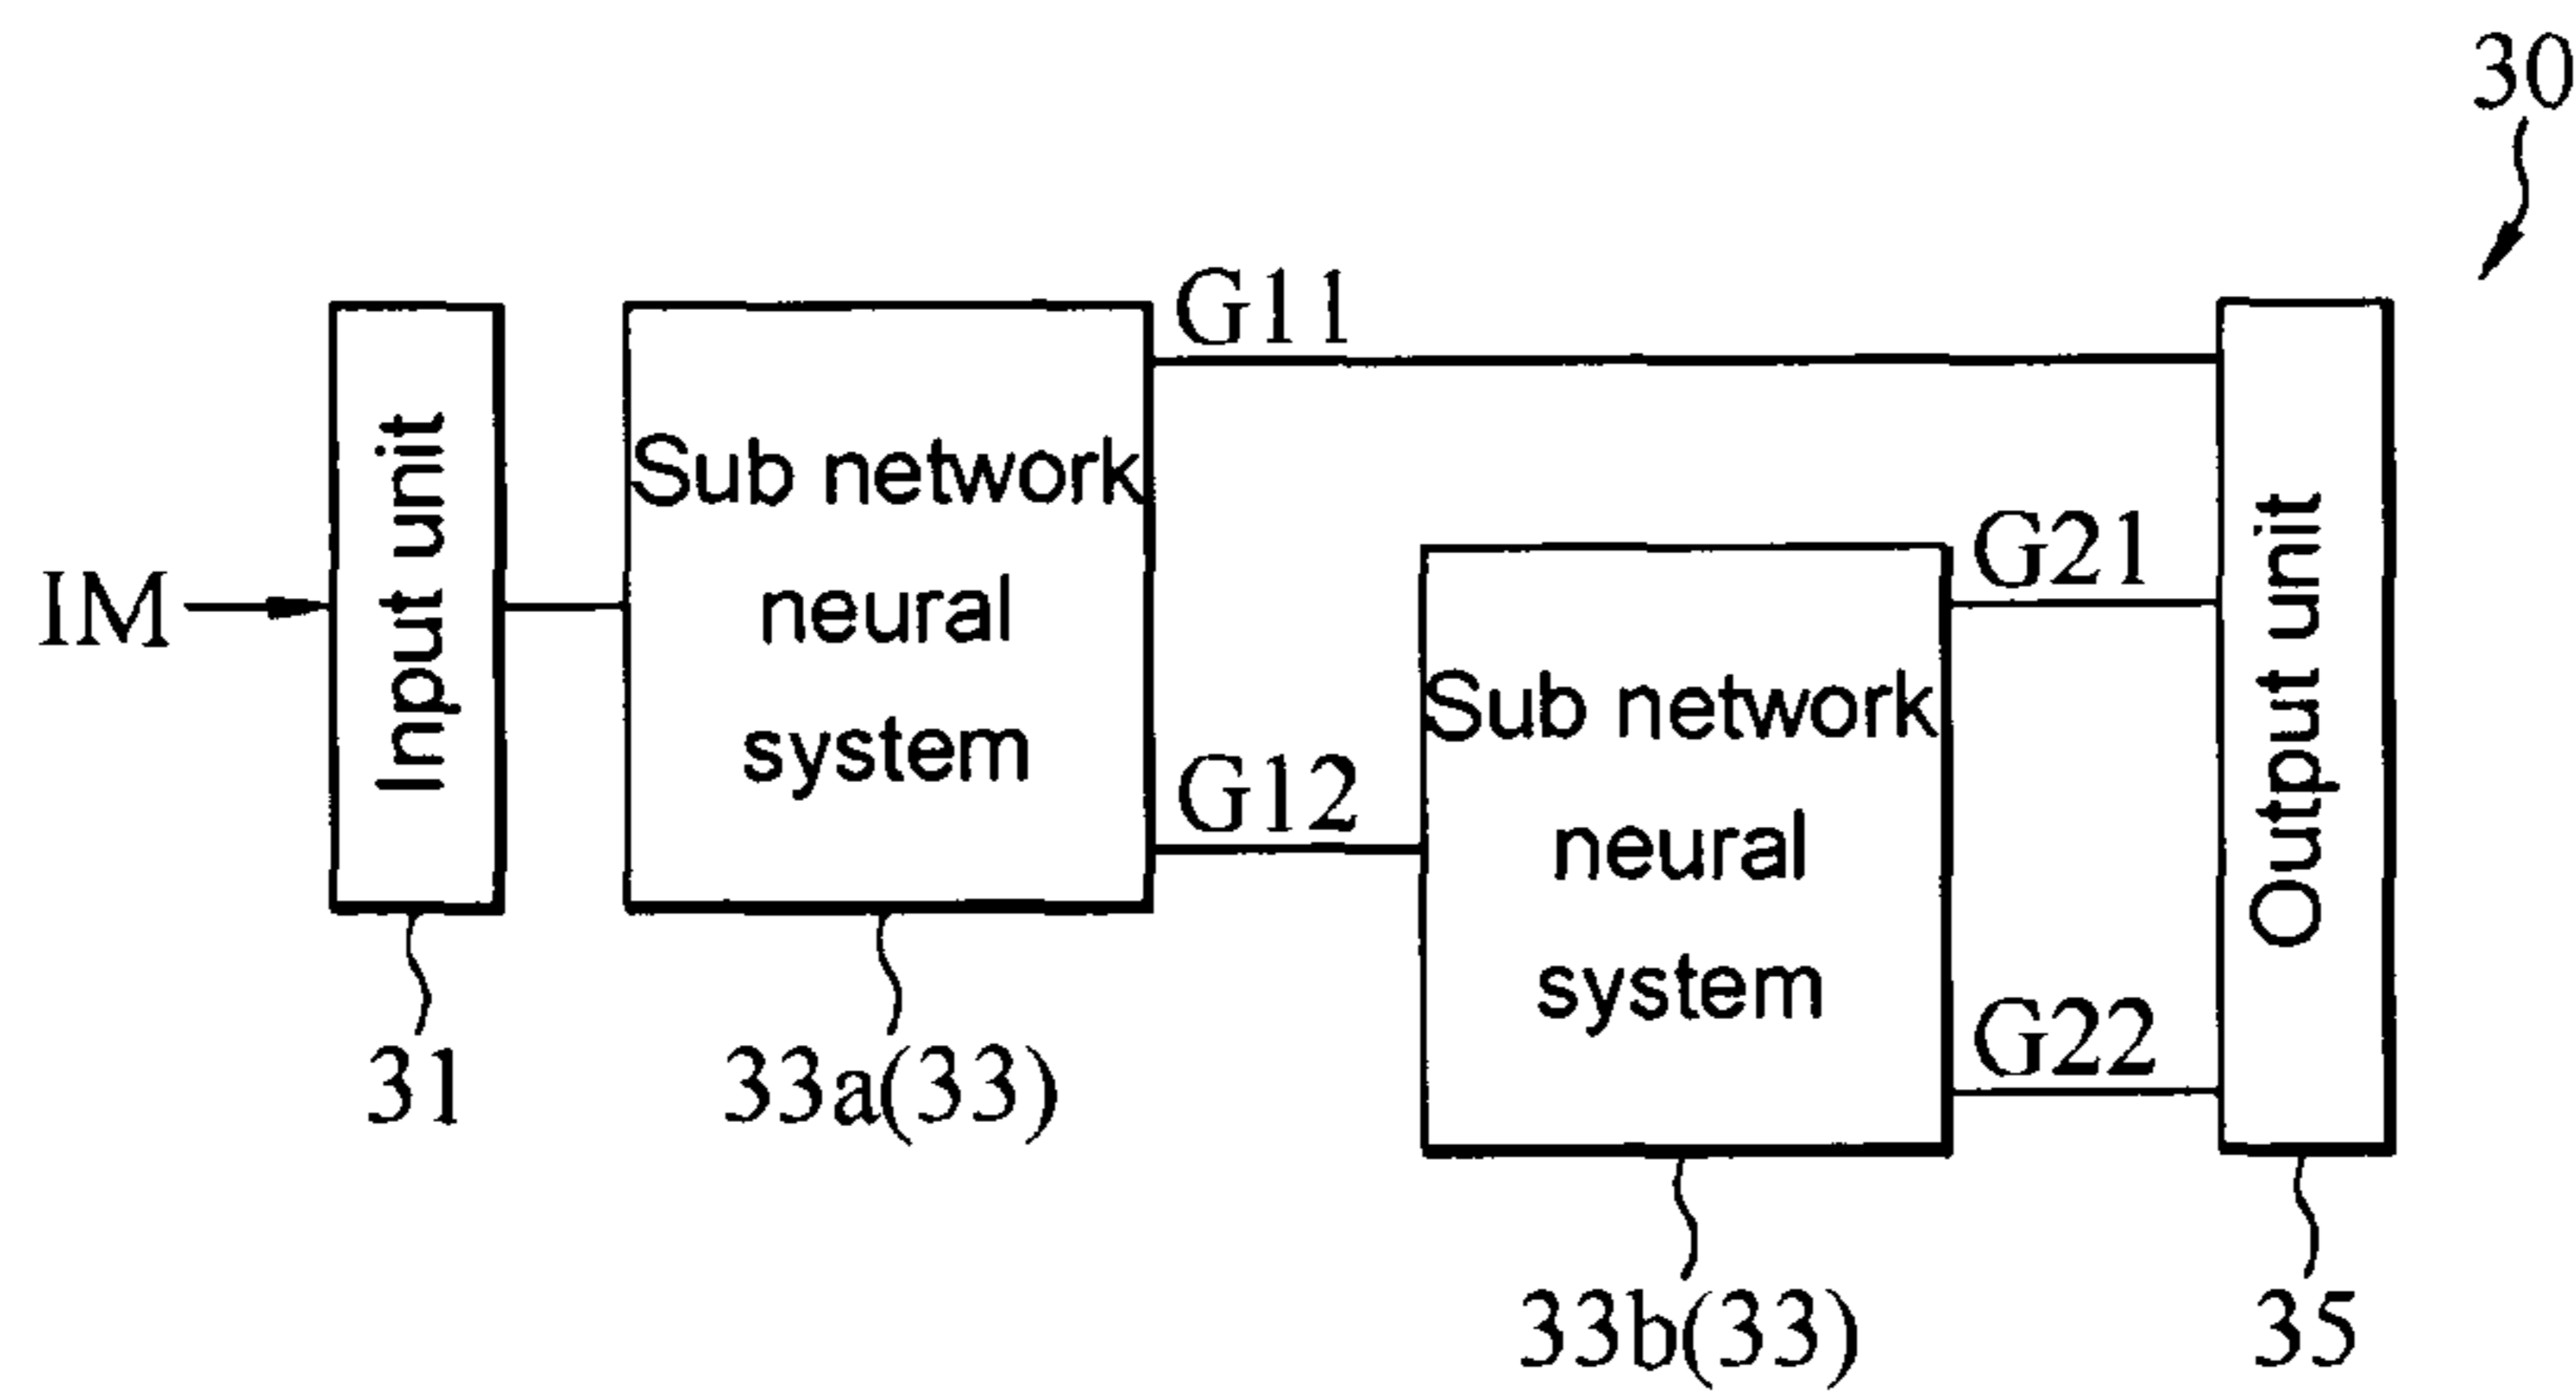 30
IM
Input unit
31
Sub network
neural
system
33a(33)
G11
G12
Sub network
neural
system
33b(33)
G21
G22
Output unit
35